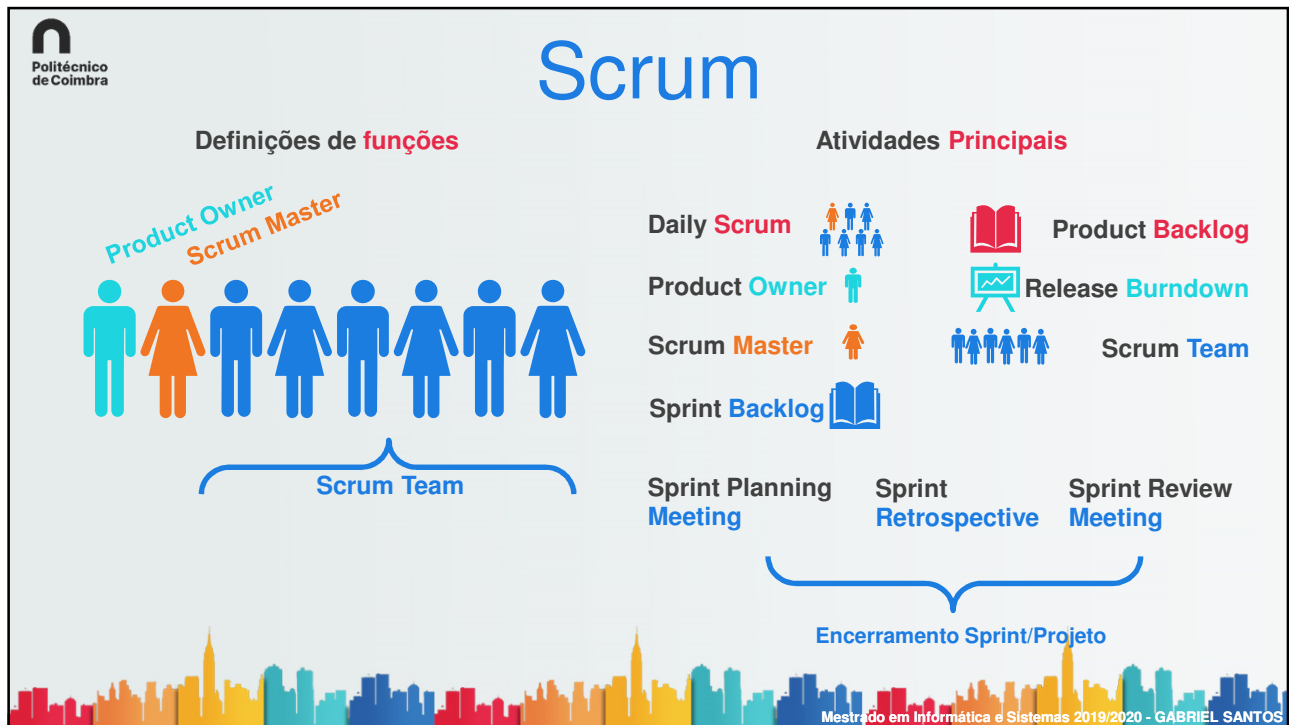 Politécnico
de Coimbra
Scrum
Definições de funções
Product Owner
Scrum Master
Scrum Team
Atividades Principais
Daily Scrum
Product Backlog
Product Owner
Release Burndown
Scrum Master
Scrum Team
Sprint Backlog
Sprint Planning
Meeting
Sprint
Retrospective
Sprint Review
Meeting
Encerramento Sprint/Projeto
Mestrado em Informática e Sistemas 2019/2020 - GABRIEL SANTOS